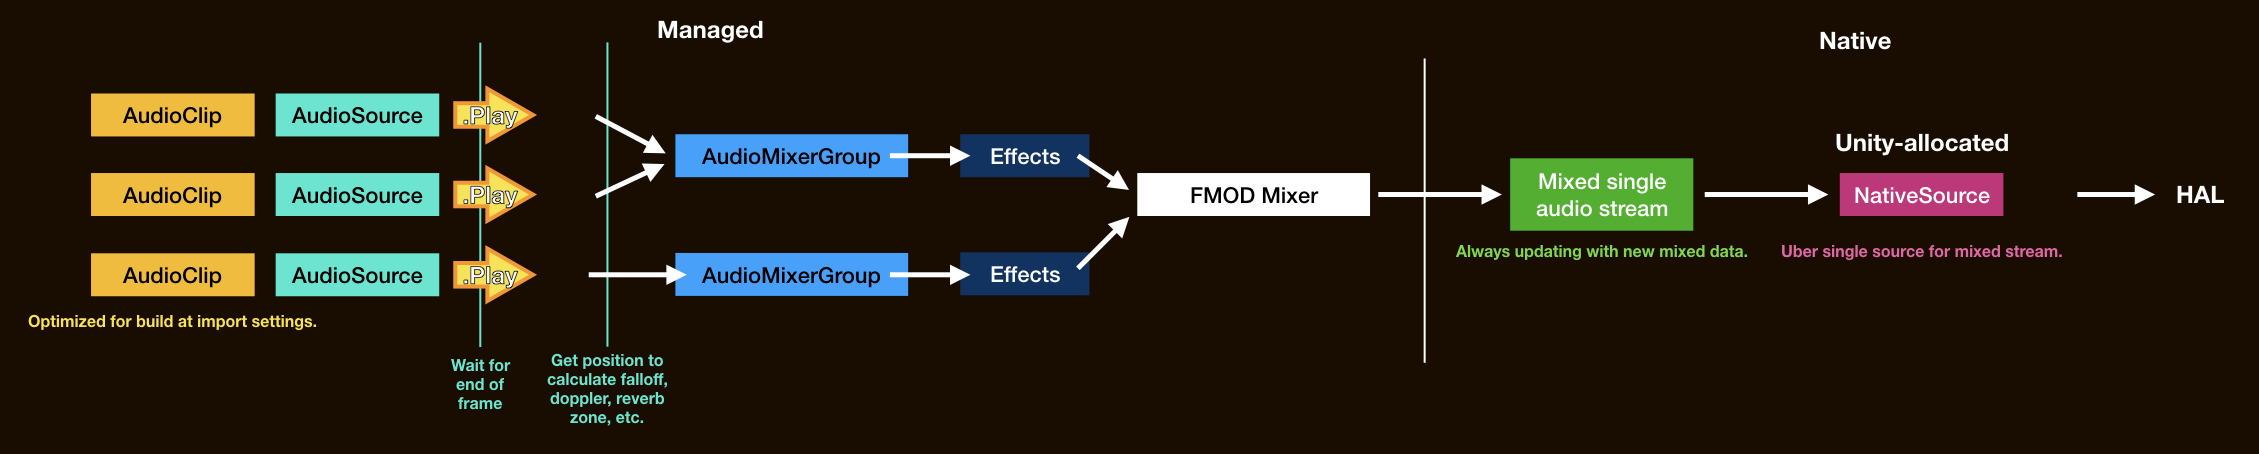 Managed
Native
AudioClip
AudioSource
.Play
AudioClip
AudioSource
.Play
AudioClip
AudioSource
.Play
Optimized for build at import settings.
Wait for
end of
frame
Get position to
calculate falloff,
doppler, reverb
zone, etc.
AudioMixerGroup
Effects
AudioMixerGroup
Effects
FMOD Mixer
Mixed single
audio stream
Always updating with new mixed data.
Unity-allocated
NativeSource
Uber single source for mixed stream.
HAL